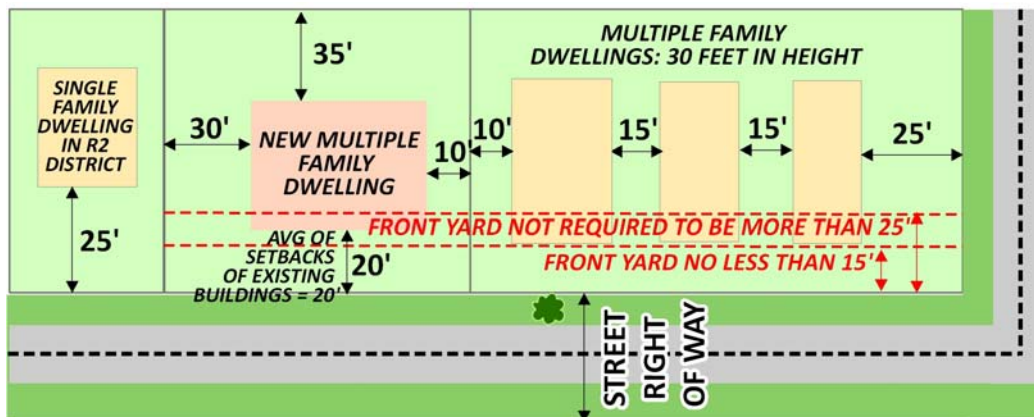 SINGLE
FAMILY
DWELLING
IN R2
DISTRICT
25'
35'
30'
NEW MULTIPLE
FAMILY
DWELLING
10'
AVG OF
SETBACKS
OF EXISTING
BUILDINGS = 20'
20'
MULTIPLE FAMILY
DWELLINGS: 30 FEET IN HEIGHT
10'
15'
15'
25'
FRONT YARD NOT REQUIRED TO BE MORE THAN 25'
FRONT YARD NO LESS THAN 15'
STREET
RIGHT
OF WAY